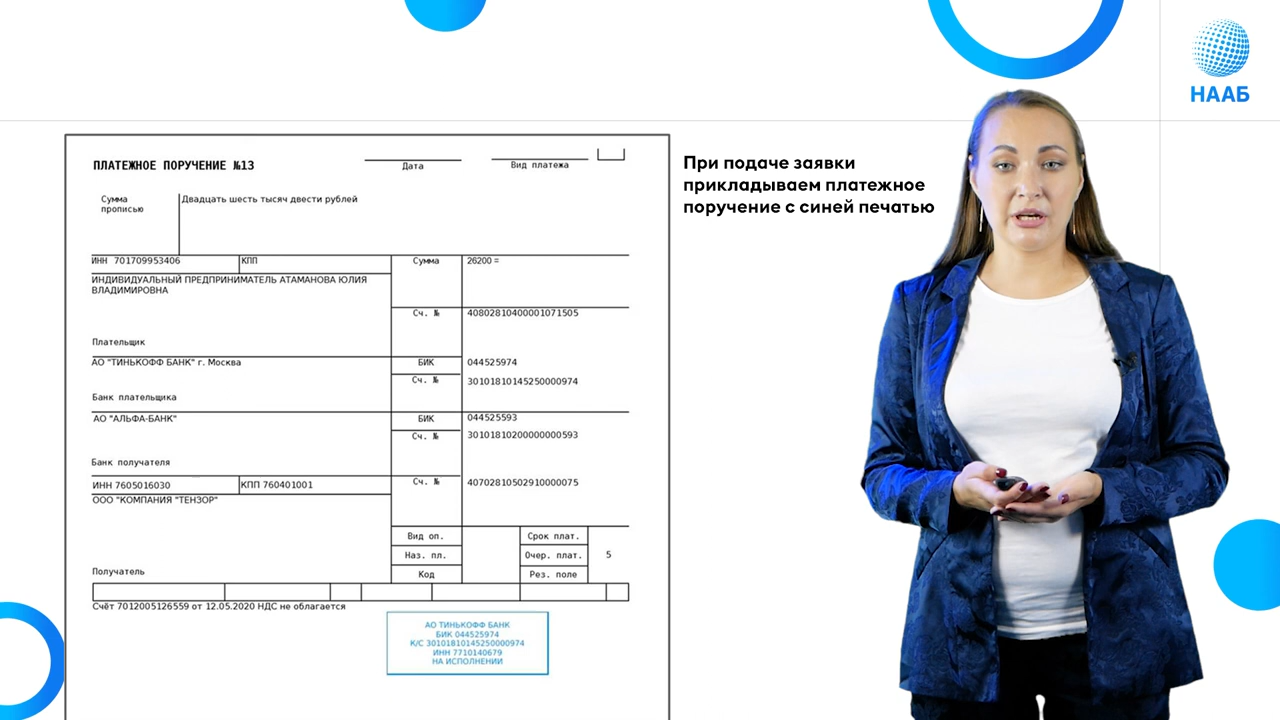 НААБ
При подаче заявки
прикладываем платежное
поручение с синей печатью
ПЛАТЕЖНОЕ ПОРУЧЕНИЕ №13
Дата
Вид платежа
Сумма
прописью
Двадцать шесть тысяч двести рублей
ИНН 701709953406
КПП
Сумма
26200 =
ИНДИВИДУАЛЬНЫЙ ПРЕДПРИНИМАТЕЛЬ АТАМАНОВА ЮЛИЯ
ВЛАДИМИРОВНА
Сч. №
40802810400001071505
Плательщик
АО "ТИНЬКОФФ БАНК" г. Москва
БИК
044525974
Сч. №
30101810145250000974
Банк плательщика
АО "АЛЬФА-БАНК"
БИК
044525593
Сч. №
30101810200000000593
Банк получателя
ИНН 7605016030
КПП 760401001
Сч. №
40702810502910000075
ООО "КОМПАНИЯ "ТЕНЗОР"
Вид оп.
Срок плат.
Наз. пл.
Очер. плат.
5
Получатель
Код
Рез. поле
Счёт 7012005126559 от 12.05.2020 НДС не облагается
АО ТИНЬКОФФ БАНК
БИК 044525974
К/С 30101810145250000974
ИНН 7710140679
НА ИСПОЛНЕНИИ